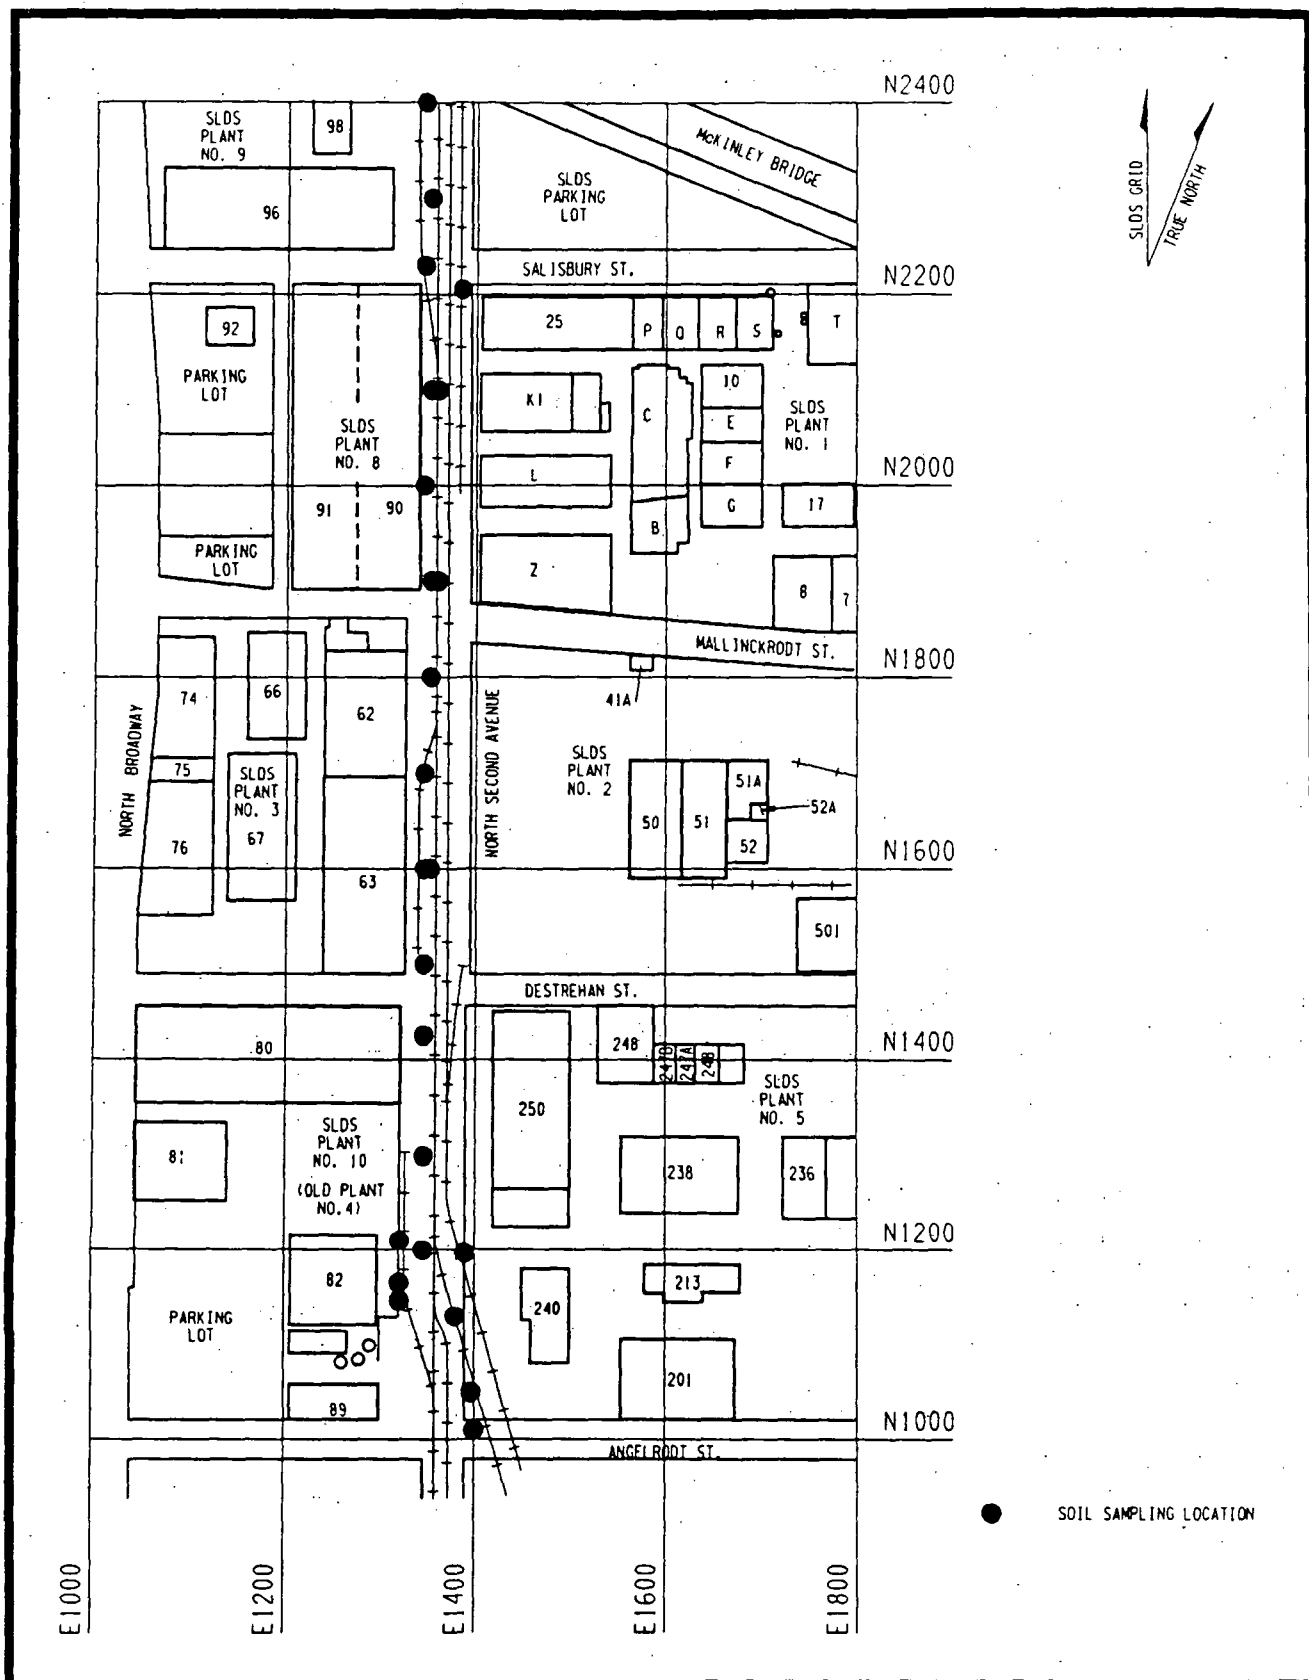 N2400
SLDS
PLANT
NO. 9
98
McKINLEY BRIDGE
96
SLDS
PARKING
LOT
SLDS GRID
TRUE NORTH
SALISBURY ST.
N2200
92
25
P
Q
R
S
T
PARKING
LOT
K1
C
10
E
SLDS
PLANT
NO. 1
SLDS
PLANT
NO. 8
F
N2000
L
91
90
G
17
B
PARKING
LOT
Z
8
7
MALLINCKRODT ST.
N1800
74
66
62
41A
NORTH BROADWAY
NORTH SECOND AVENUE
75
SLDS
PLANT
NO. 3
SLDS
PLANT
NO. 2
51A
52A
76
67
50
51
52
N1600
63
501
DESTREHAN ST.
80
248
247B
247A
24B
N1400
SLDS
PLANT
NO. 5
250
81
SLDS
PLANT
NO. 10
(OLD PLANT
NO.4)
238
236
N1200
82
213
240
PARKING
LOT
201
89
N1000
ANGELRODT ST.
SOIL SAMPLING LOCATION
E1000
E1200
E1400
E1600
E1800